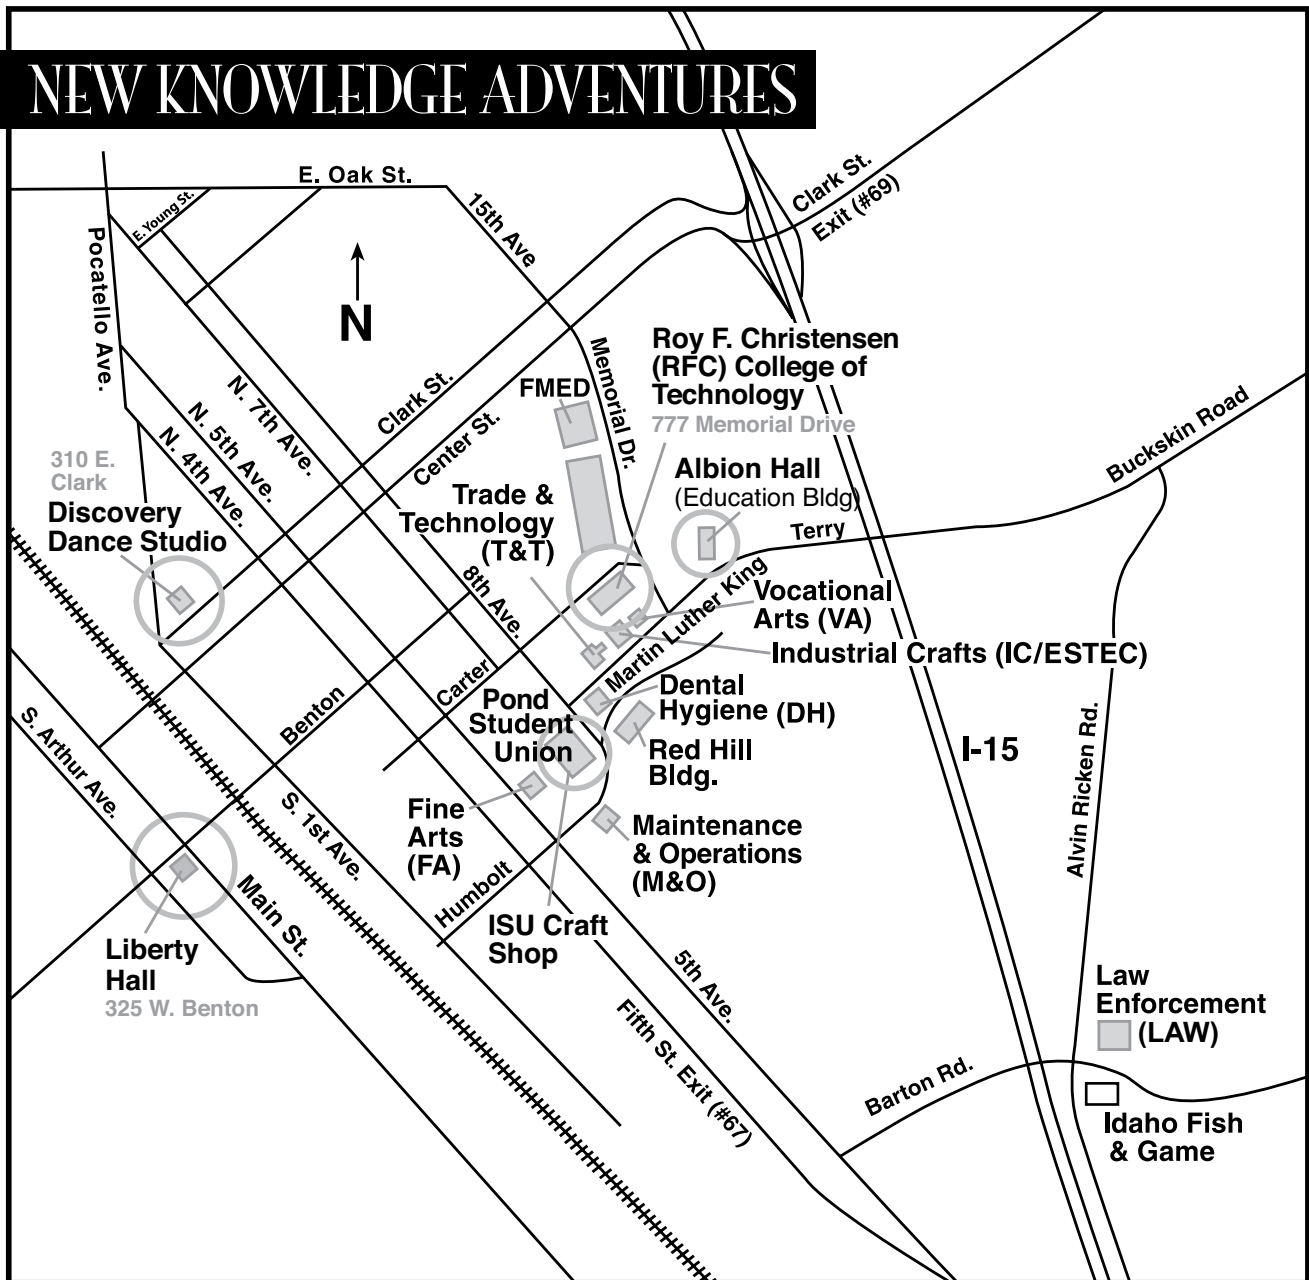 NEW KNOWLEDGE ADVENTURES
E. Oak St.
15th Ave
Clark St.
Exit (#69)
E. Young St.
Pocatello Ave.
N
Memorial Dr.
Roy F. Christensen
(RFC) College of
Technology
777 Memorial Drive
FMED
N. 7th Ave.
N. 5th Ave.
N. 4th Ave.
Clark St.
Center St.
Buckskin Road
310 E.
Clark
Discovery
Dance Studio
Trade &
Technology
(T&T)
Albion Hall
(Education Bldg)
Terry
8th Ave.
Martin Luther King
Vocational
Arts (VA)
Industrial Crafts (IC/ESTEC)
Carter
Benton
Pond
Student
Union
Dental
Hygiene (DH)
Red Hill
Bldg.
I-15
Alvin Ricken Rd.
S. Arthur Ave.
S. 1st Ave.
Fine
Arts
(FA)
Maintenance
& Operations
(M&O)
Humbolt
Main St.
ISU Craft
Shop
Liberty
Hall
325 W. Benton
5th Ave.
Fifth St. Exit (#67)
Law
Enforcement
(LAW)
Barton Rd.
Idaho Fish
& Game